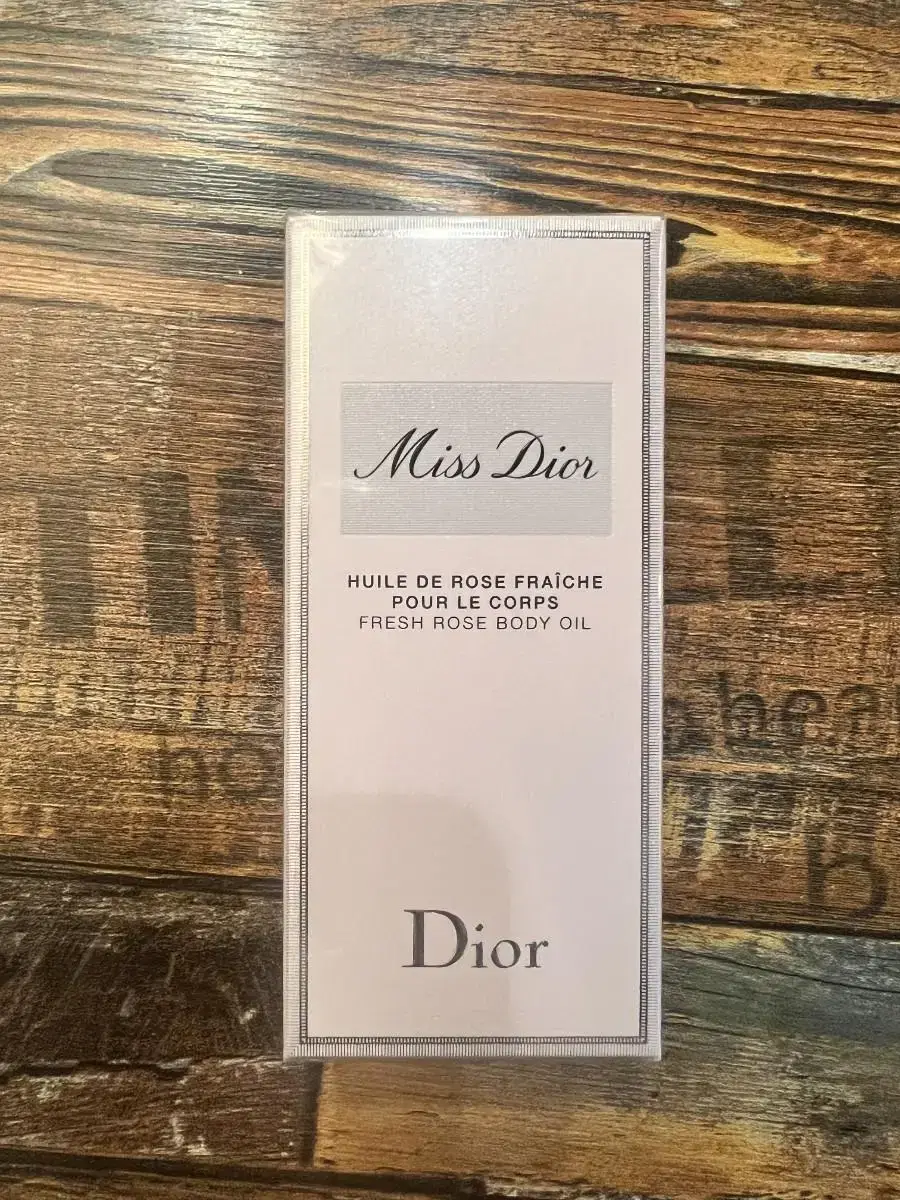 Miss Dior
HUILE DE ROSE FRAÎCHE
POUR LE CORPS
FRESH ROSE BODY OIL
Dior